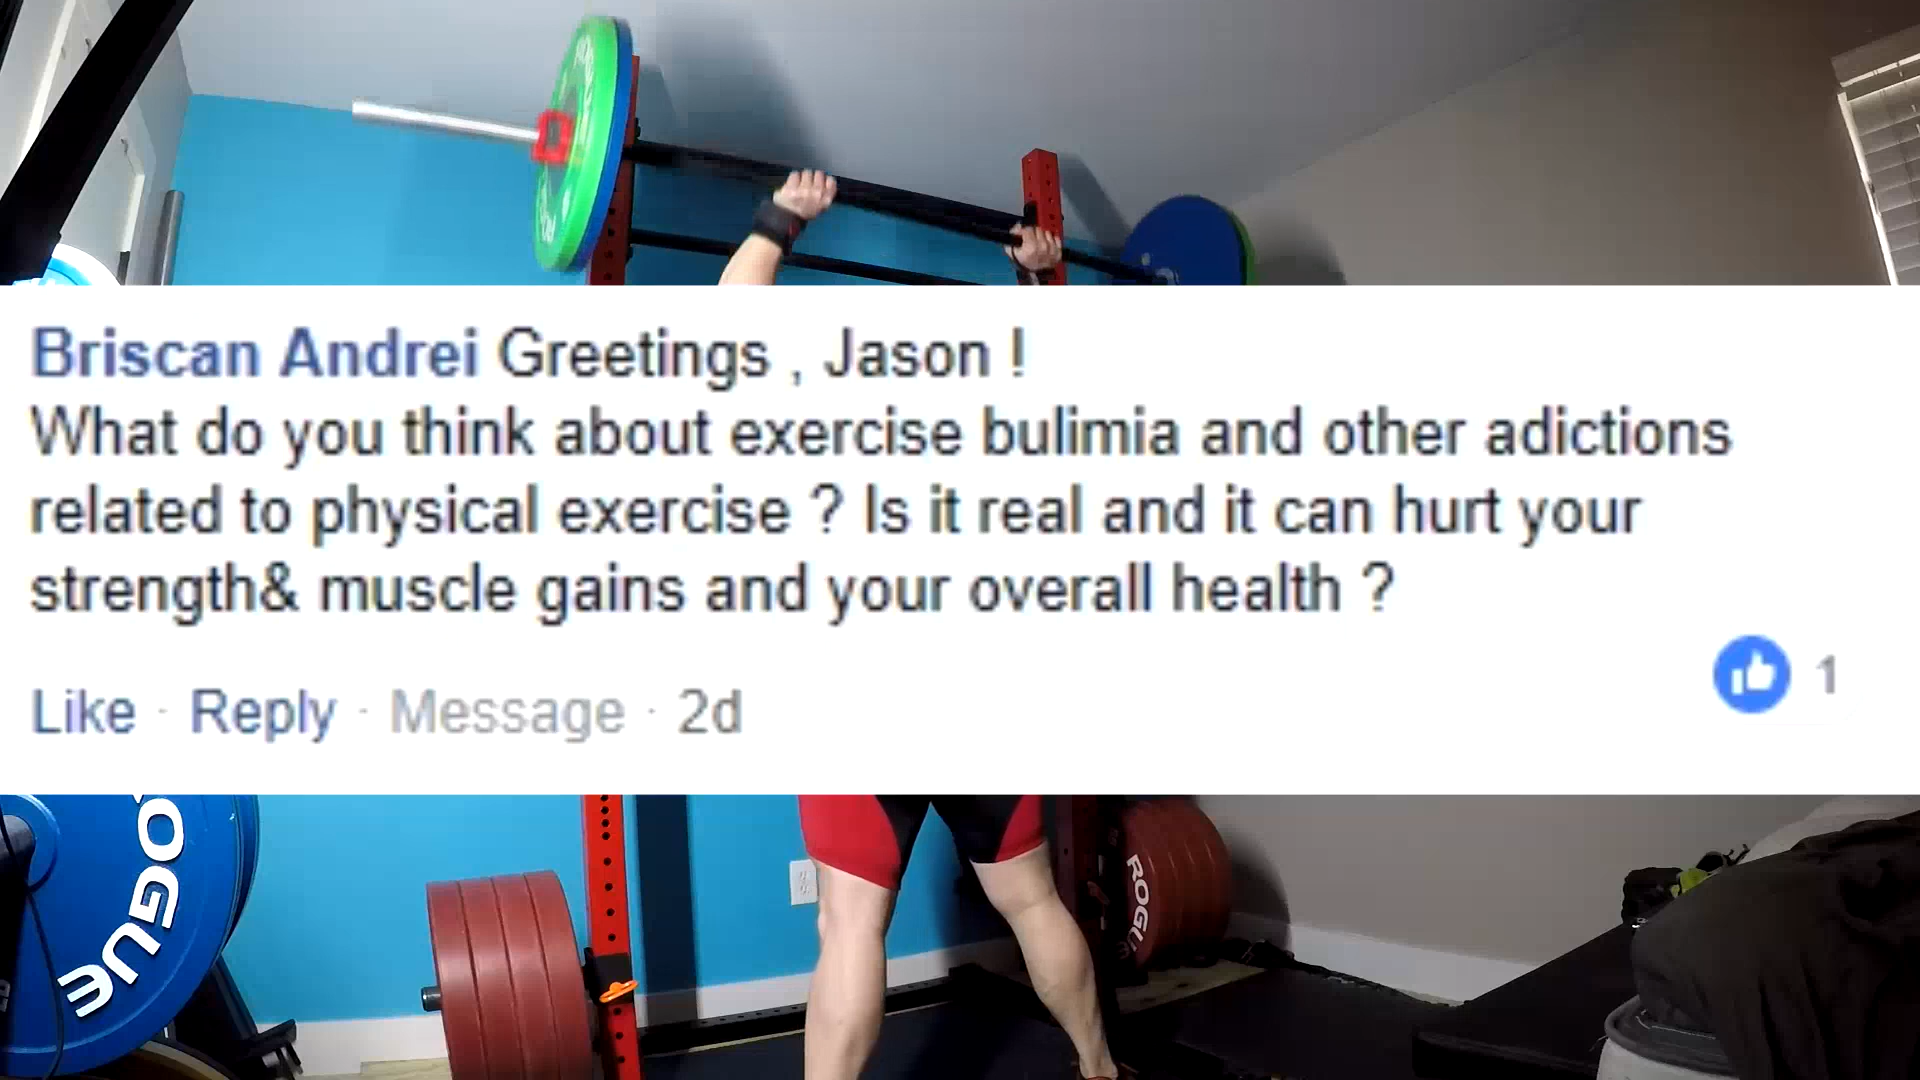 Briscan Andrei Greetings , Jason !
What do you think about exercise bulimia and other adictions
related to physical exercise ? Is it real and it can hurt your
strength& muscle gains and your overall health ?
1
Like · Reply · Message · 2d
OGUE
ROGUE